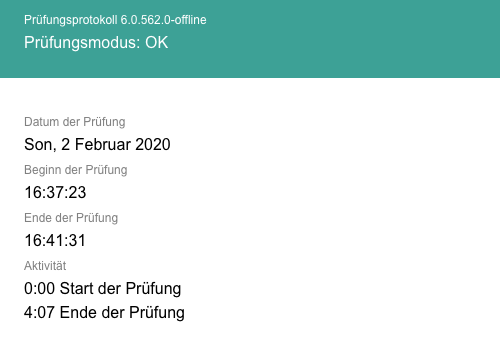 Prüfungsprotokoll 6.0.562.0-offline
Prüfungsmodus: OK
Datum der Prüfung
Son, 2 Februar 2020
Beginn der Prüfung
16:37:23
Ende der Prüfung
16:41:31
Aktivität
0:00 Start der Prüfung
4:07 Ende der Prüfung